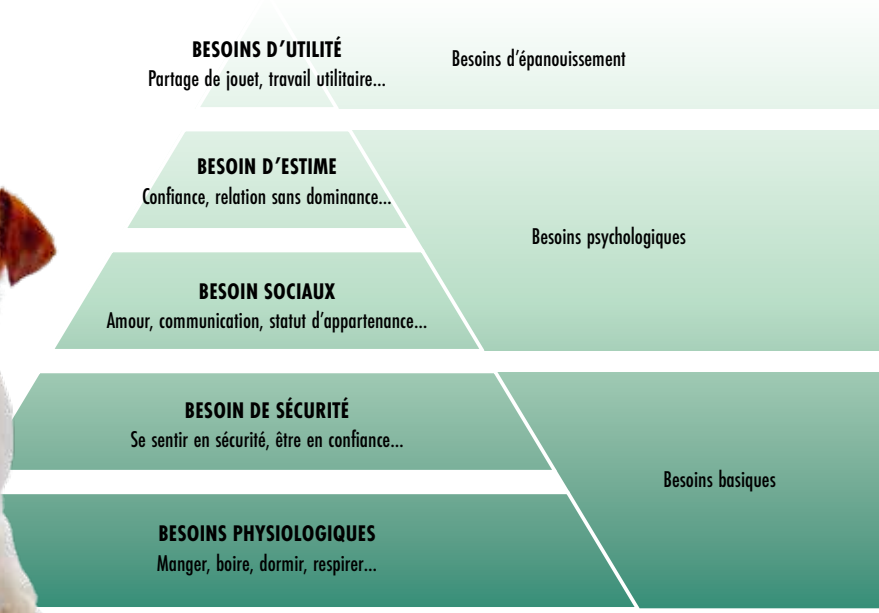 BESOINS D'UTILITÉ
Partage de jouet, travail utilitaire...
Besoins d'épanouissement
BESOIN D'ESTIME
Confiance, relation sans dominance...
Besoins psychologiques
BESOIN SOCIAUX
Amour, communication, statut d'appartenance...
BESOIN DE SÉCURITÉ
Se sentir en sécurité, être en confiance...
Besoins basiques
BESOINS PHYSIOLOGIQUES
Manger, boire, dormir, respirer...